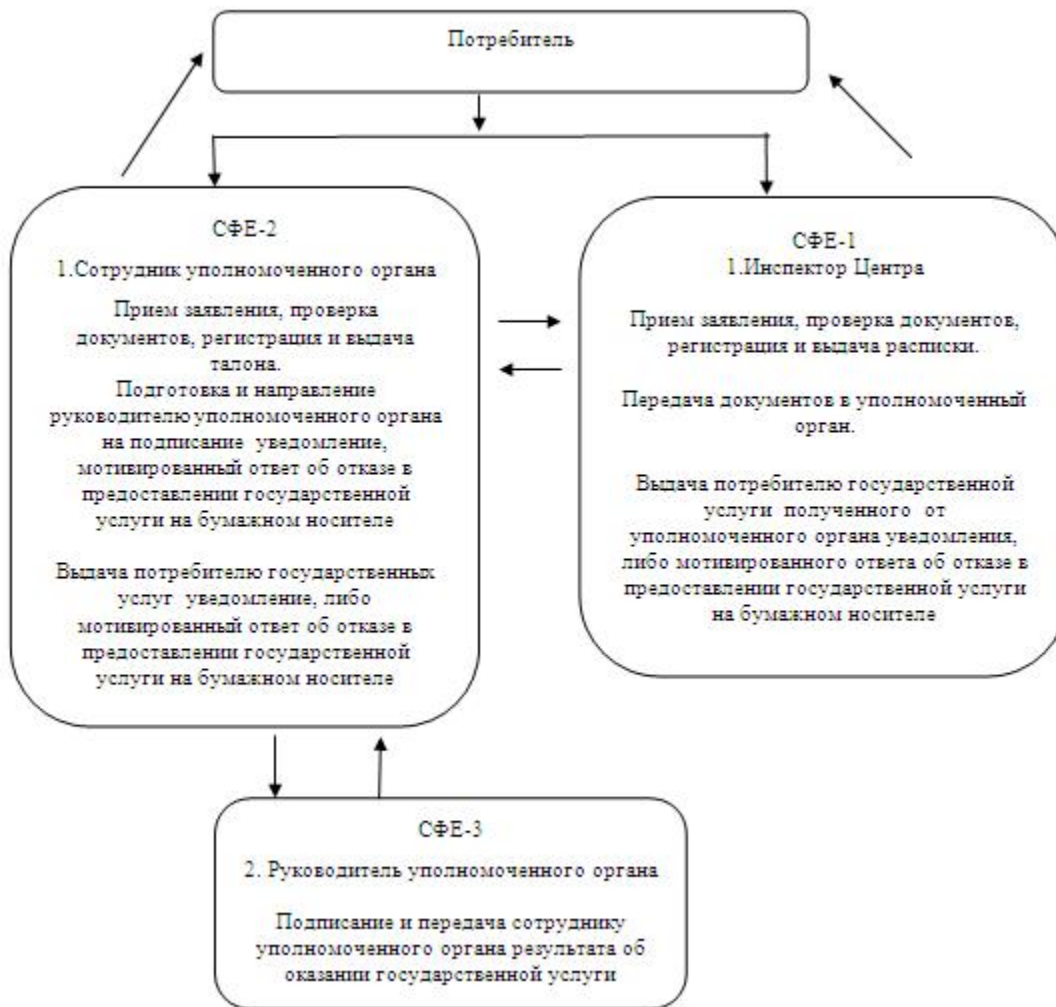 Потребитель
СФЕ-2
1.Сотрудник уполномоченного органа
Прием заявления, проверка
документов, регистрация и выдача
талона.
Подготовка и направление
руководителю уполномоченного органа
на подписание уведомление,
мотивированный ответ об отказе в
предоставлении государственной
услуги на бумажном носителе
Выдача потребителю государственных
услуг уведомление, либо
мотивированный ответ об отказе в
предоставлении государственной
услуги на бумажном носителе
СФЕ-1
1.Инспектор Центра
Прием заявления, проверка документов,
регистрация и выдача расписки.
Передача документов в уполномоченный
орган.
Выдача потребителю государственной
услуги полученного от
уполномоченного органа уведомления,
либо мотивированного ответа об отказе в
предоставлении государственной услуги
на бумажном носителе
СФЕ-3
2. Руководитель уполномоченного органа
Подписание и передача сотруднику
уполномоченного органа результата об
оказании государственной услуги